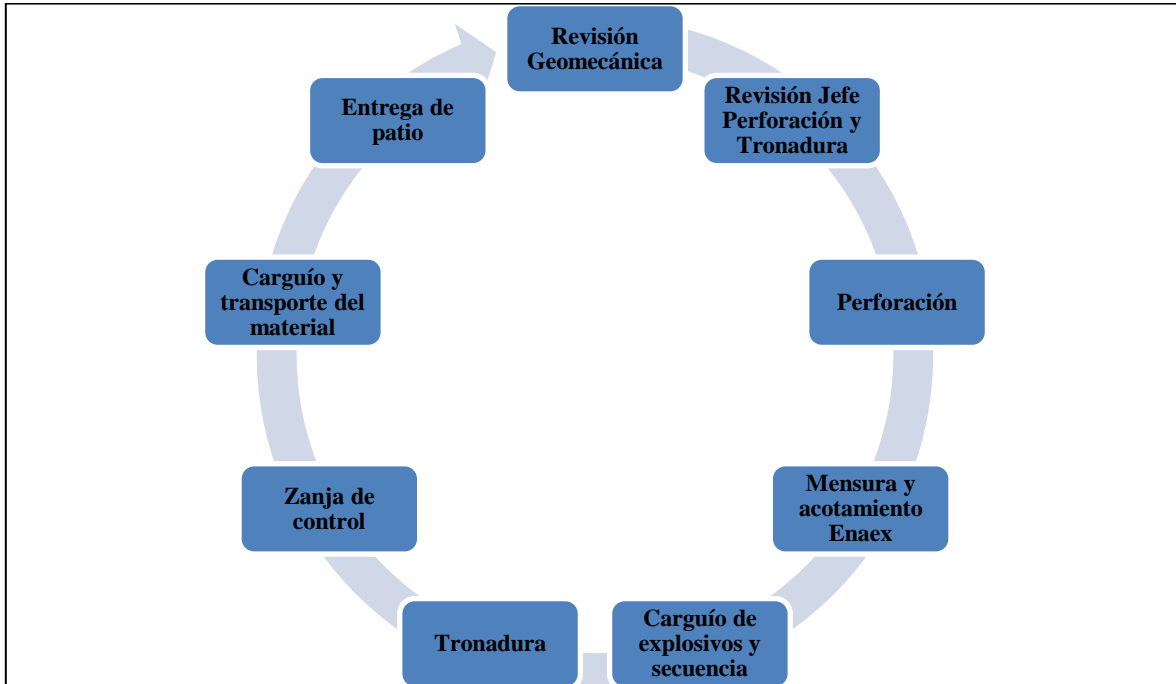 Revisión
Geomecánica
Revisión Jefe
Perforación y
Tronadura
Perforación
Mensura y
acotamiento
Enaex
Carguío de
explosivos y
secuencia
Tronadura
Zanja de
control
Carguío y
transporte del
material
Entrega de
patio